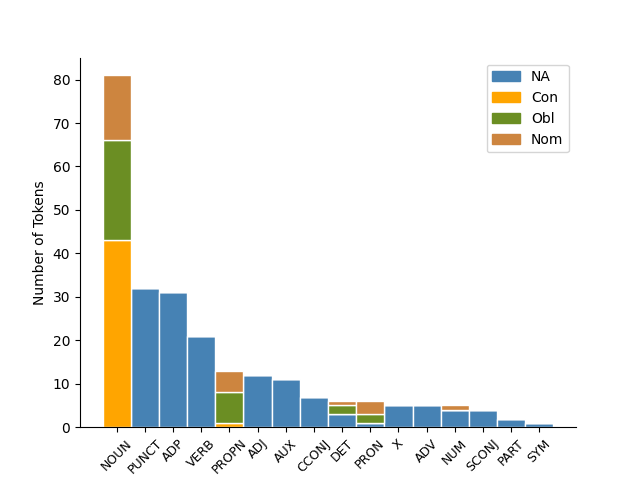 NA
Con
Obl
Nom
Number of Tokens
80
70
60
50
40
30
20
10
0
NOUN
PUNCT
ADP
VERB
PROPN
ADJ
AUX
CCONJ
DET
PRON
X
ADV
NUM
SCONJ
PART
SYM